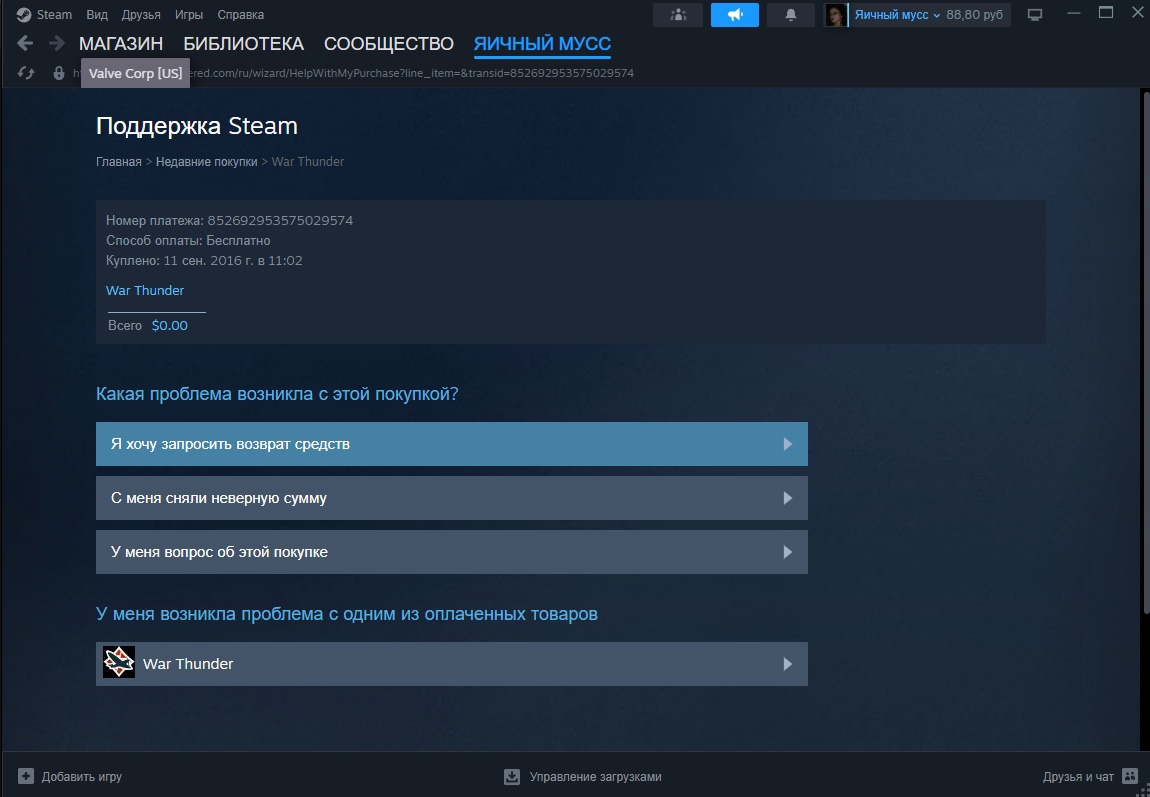 Steam Вид Друзья Игры Справка Яичный мусс 88,80 руб
МАГАЗИН БИБЛИОТЕКА СООБЩЕСТВО ЯИЧНЫЙ МУСС
Valve Corp [US] ered.com/ru/wizard/HelpWithMyPurchase?line_item=&transid=852692953575029574
Поддержка Steam
Главная > Недавние покупки > War Thunder
Номер платежа: 852692953575029574
Способ оплаты: Бесплатно
Куплено: 11 сен. 2016 г. в 11:02
War Thunder
Всего $0.00
Какая проблема возникла с этой покупкой?
Я хочу запросить возврат средств
С меня сняли неверную сумму
У меня вопрос об этой покупке
У меня возникла проблема с одним из оплаченных товаров
War Thunder
Добавить игру Управление загрузками Друзья и чат